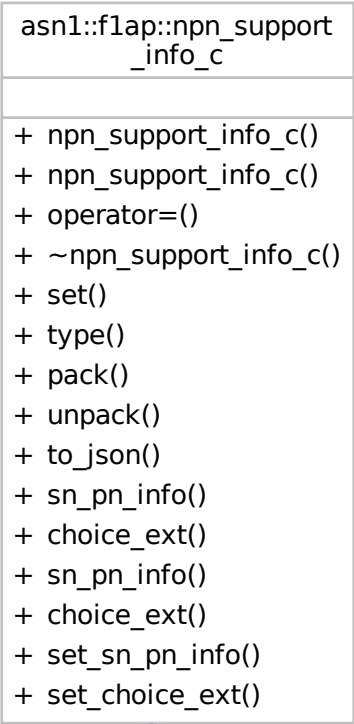 asn1::f1ap::npn_support
_info_c
+ npn_support_info_c()
+ npn_support_info_c()
+ operator=()
+ ~npn_support_info_c()
+ set()
+ type()
+ pack()
+ unpack()
+ to_json()
+ sn_pn_info()
+ choice_ext()
+ sn_pn_info()
+ choice_ext()
+ set_sn_pn_info()
+ set_choice_ext()